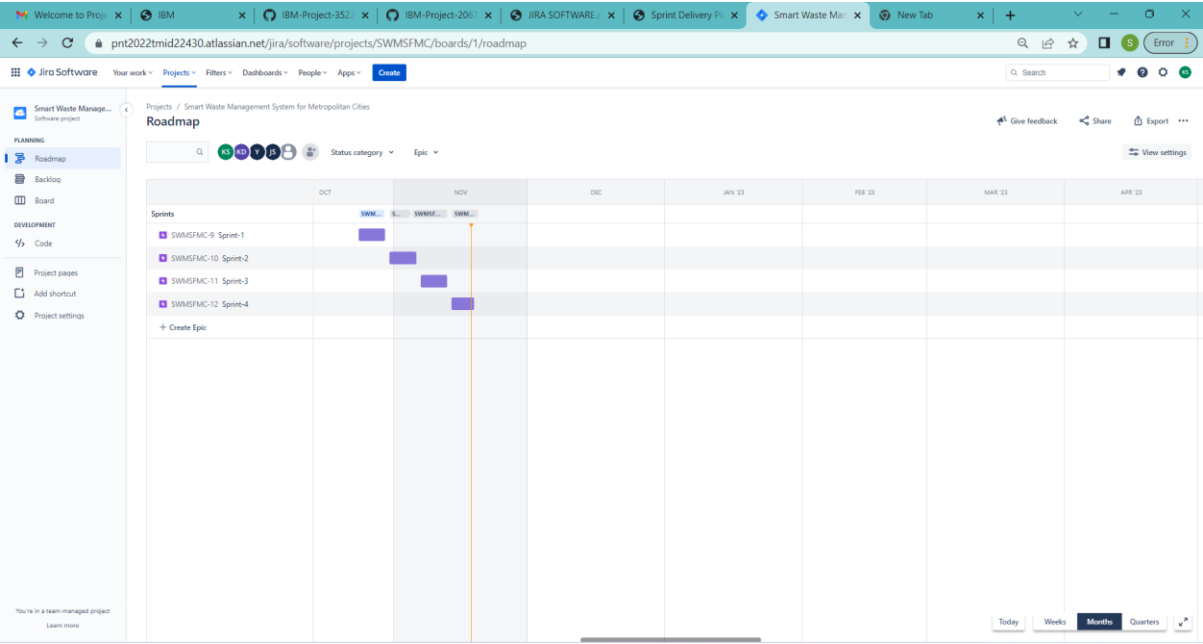 Welcome to Proje
IBM
IBM-Project-3522
IBM-Project-2067
JIRA SOFTWARE.p
Sprint Delivery Pl
Smart Waste Man
New Tab
pnt2022tmid22430.atlassian.net/jira/software/projects/SWMSFMC/boards/1/roadmap
S
Error
Jira Software
Your work
Projects
Filters
Dashboards
People
Apps
Create
Search
KS
Smart Waste Manage...
Software project
Projects / Smart Waste Management System for Metropolitan Cities
Roadmap
Give feedback
Share
Export
PLANNING
Roadmap
Backlog
Board
DEVELOPMENT
Code
Project pages
Add shortcut
Project settings
KS KD Y JS
Status category
Epic
View settings
OCT NOV DEC JAN '23 FEB '23 MAR '23 APR '23
Sprints
SWM... S... SWMSF... SWM...
SWMSFMC-9 Sprint-1
SWMSFMC-10 Sprint-2
SWMSFMC-11 Sprint-3
SWMSFMC-12 Sprint-4
+ Create Epic
You're in a team-managed project
Learn more
Today Weeks Months Quarters